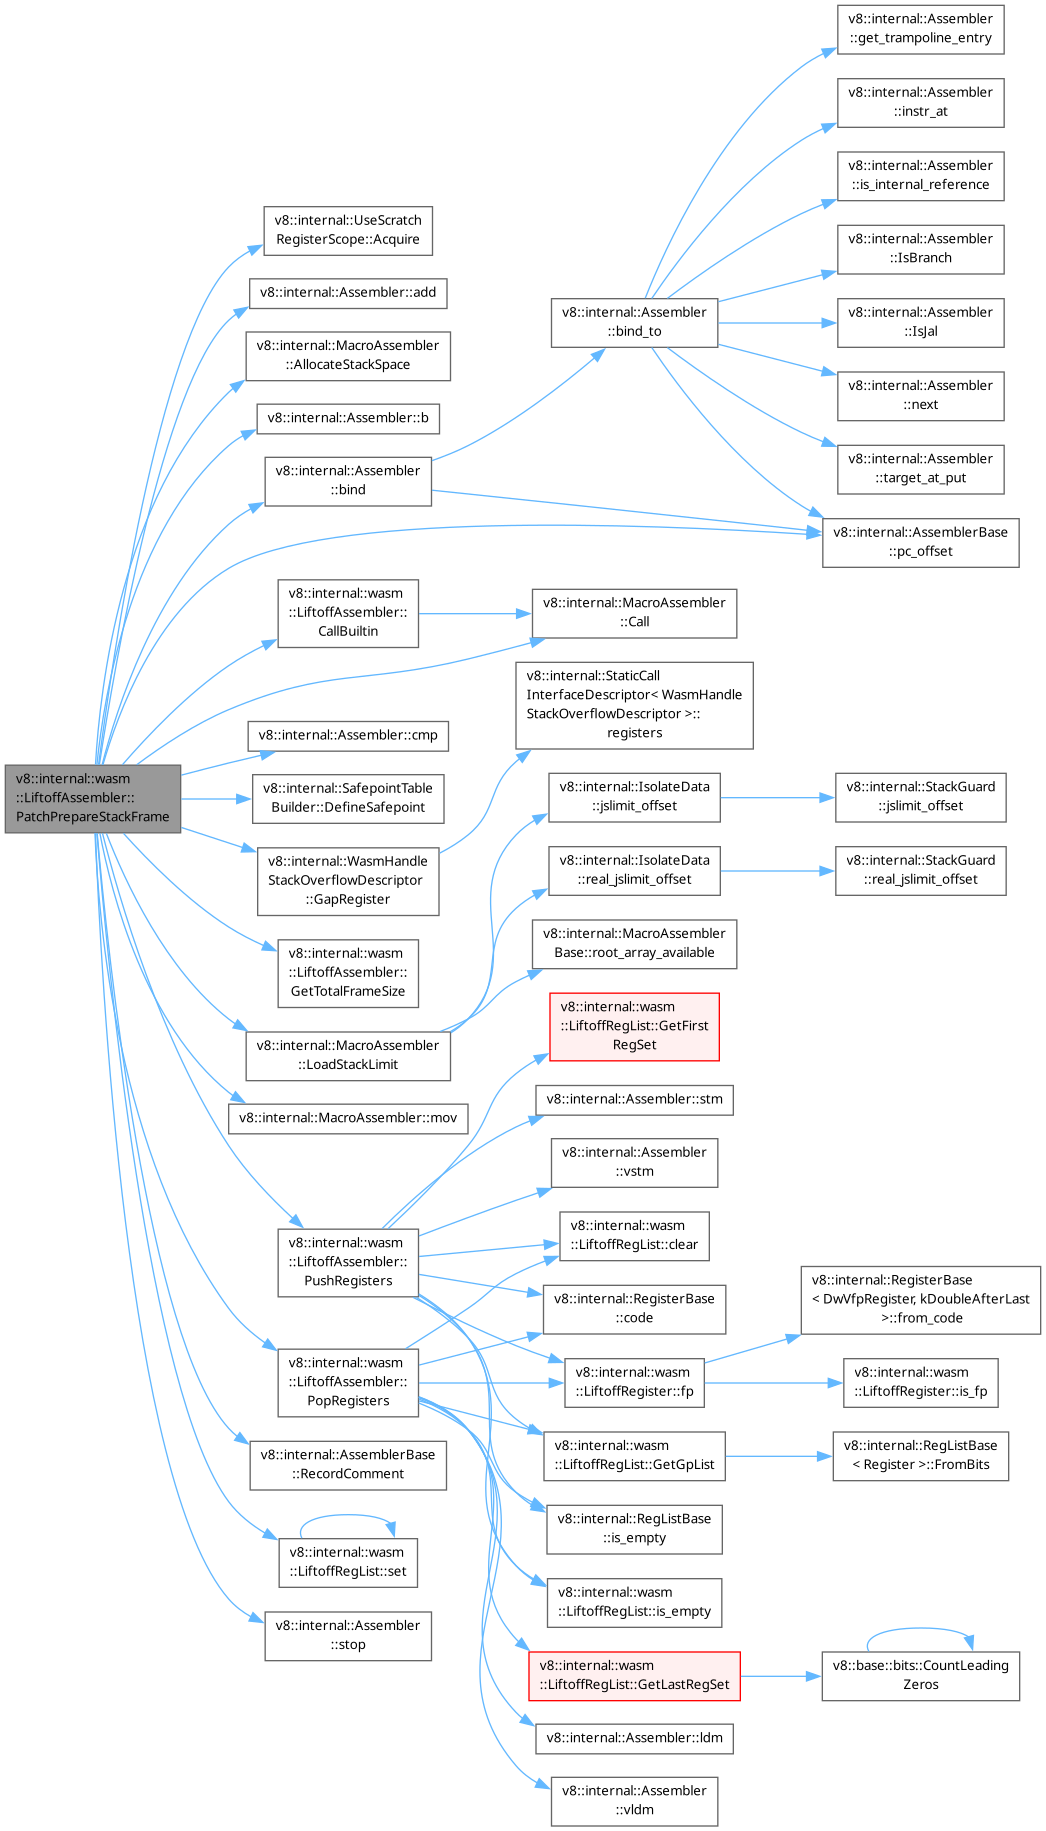 v8::internal::wasm
::LiftoffAssembler::
PatchPrepareStackFrame
v8::internal::UseScratch
RegisterScope::Acquire
v8::internal::Assembler::add
v8::internal::MacroAssembler
::AllocateStackSpace
v8::internal::Assembler::b
v8::internal::Assembler
::bind
v8::internal::wasm
::LiftoffAssembler::
CallBuiltin
v8::internal::Assembler::cmp
v8::internal::SafepointTable
Builder::DefineSafepoint
v8::internal::WasmHandle
StackOverflowDescriptor
::GapRegister
v8::internal::wasm
::LiftoffAssembler::
GetTotalFrameSize
v8::internal::MacroAssembler
::LoadStackLimit
v8::internal::MacroAssembler::mov
v8::internal::wasm
::LiftoffAssembler::
PushRegisters
v8::internal::wasm
::LiftoffAssembler::
PopRegisters
v8::internal::AssemblerBase
::RecordComment
v8::internal::wasm
::LiftoffRegList::set
v8::internal::Assembler
::stop
v8::internal::Assembler
::bind_to
v8::internal::MacroAssembler
::Call
v8::internal::StaticCall
InterfaceDescriptor< WasmHandle
StackOverflowDescriptor >::
registers
v8::internal::IsolateData
::jslimit_offset
v8::internal::IsolateData
::real_jslimit_offset
v8::internal::MacroAssembler
Base::root_array_available
v8::internal::wasm
::LiftoffRegList::GetFirst
RegSet
v8::internal::Assembler::stm
v8::internal::Assembler
::vstm
v8::internal::wasm
::LiftoffRegList::clear
v8::internal::RegisterBase
::code
v8::internal::wasm
::LiftoffRegister::fp
v8::internal::wasm
::LiftoffRegList::GetGpList
v8::internal::RegListBase
::is_empty
v8::internal::wasm
::LiftoffRegList::is_empty
v8::internal::wasm
::LiftoffRegList::GetLastRegSet
v8::internal::Assembler::ldm
v8::internal::Assembler
::vldm
v8::internal::Assembler
::get_trampoline_entry
v8::internal::Assembler
::instr_at
v8::internal::Assembler
::is_internal_reference
v8::internal::Assembler
::IsBranch
v8::internal::Assembler
::IsJal
v8::internal::Assembler
::next
v8::internal::Assembler
::target_at_put
v8::internal::AssemblerBase
::pc_offset
v8::internal::StackGuard
::jslimit_offset
v8::internal::StackGuard
::real_jslimit_offset
v8::internal::RegisterBase
< DwVfpRegister, kDoubleAfterLast
>::from_code
v8::internal::wasm
::LiftoffRegister::is_fp
v8::internal::RegListBase
< Register >::FromBits
v8::base::bits::CountLeading
Zeros